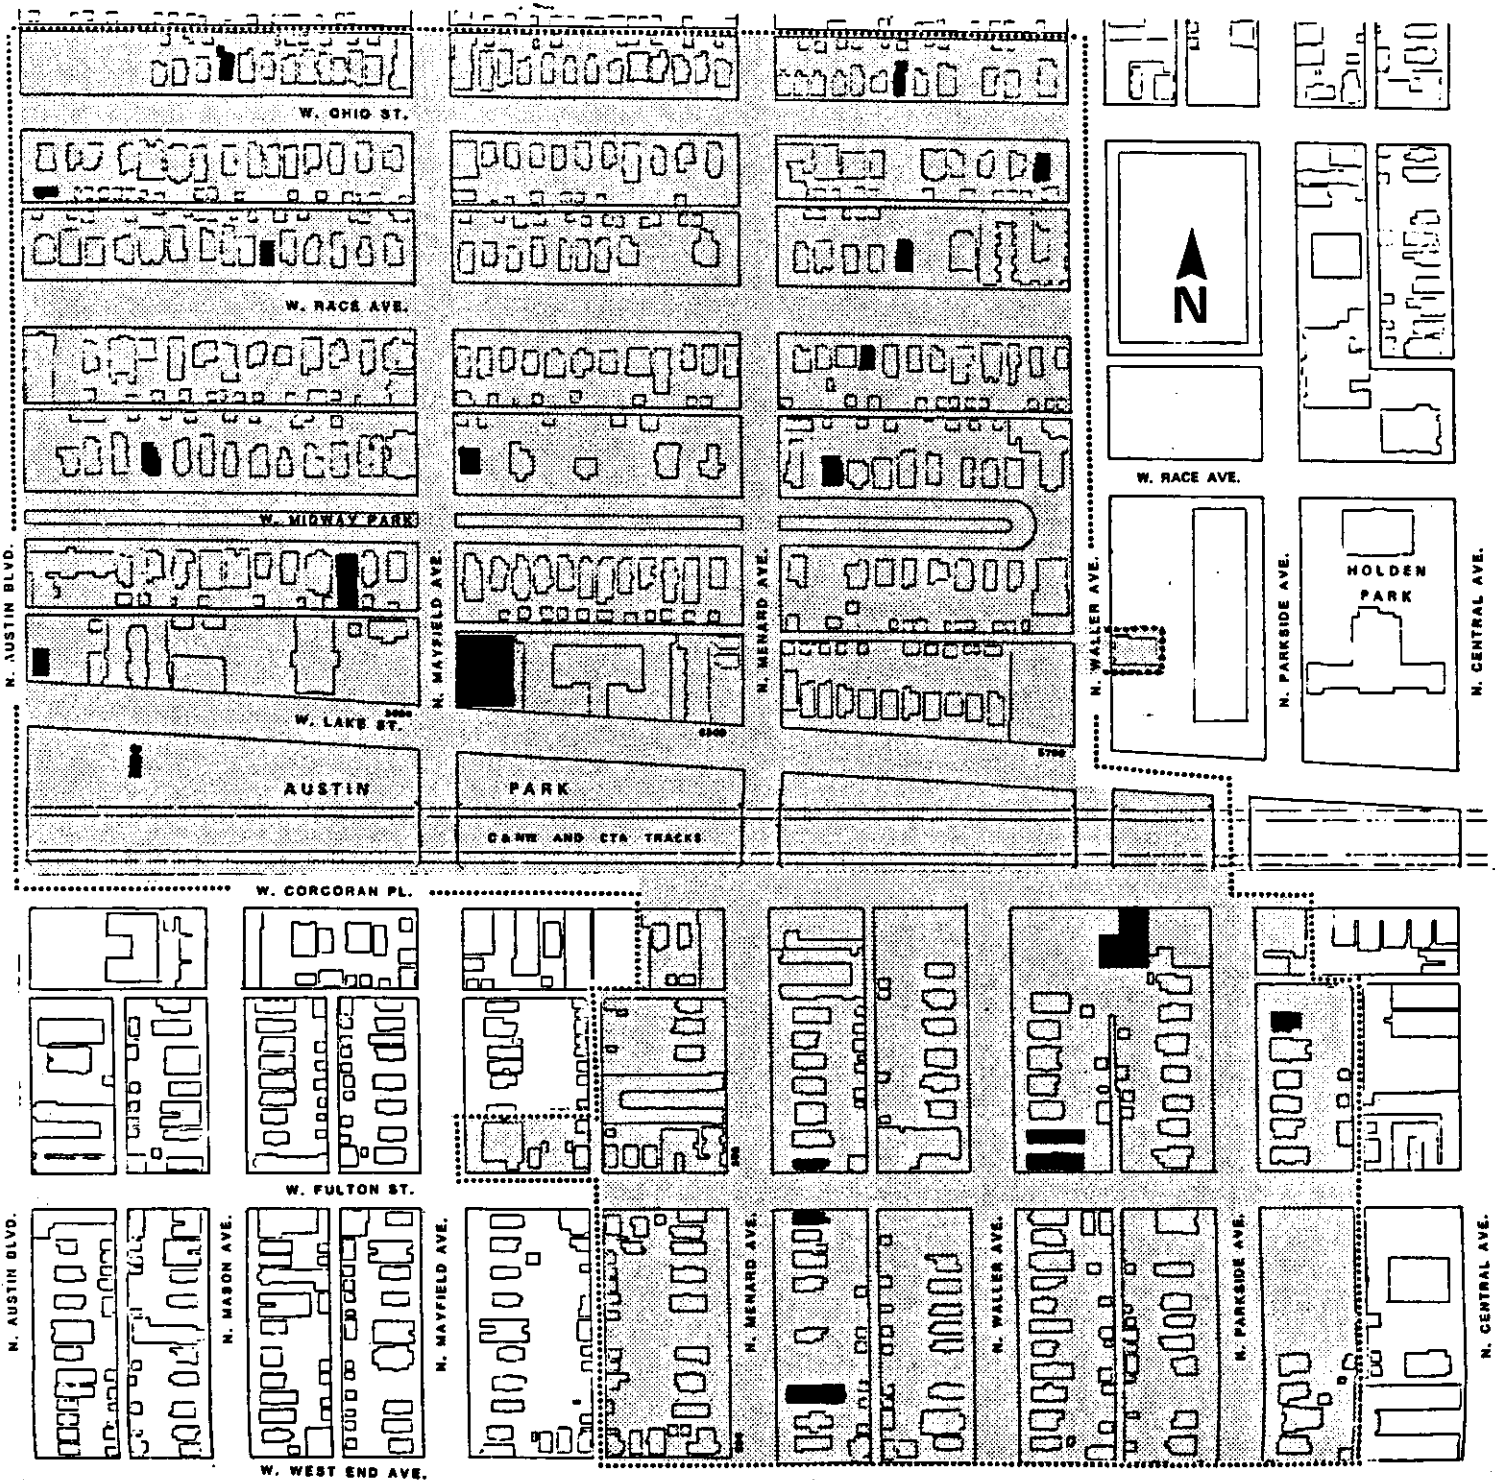 W. OHIO ST.
W. RACE AVE.
N
W. RACE AVE.
W. MIDWAY PARK
N. AUSTIN BLVD.
N. MAYFIELD AVE.
N. MENARD AVE.
N. WALLER AVE.
N. PARKSIDE AVE.
N. CENTRAL AVE.
HOLDEN
PARK
W. LAKE ST.
5700
AUSTIN
PARK
C & NW AND CTA TRACKS
W. CORCORAN PL.
W. FULTON ST.
N. AUSTIN BLVD.
N. MASON AVE.
N. MAYFIELD AVE.
N. MENARD AVE.
N. WALLER AVE.
N. PARKSIDE AVE.
N. CENTRAL AVE.
W. WEST END AVE.